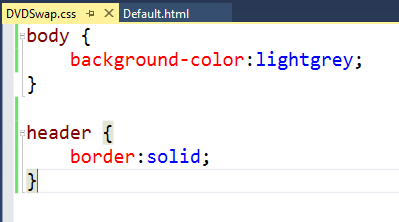 DVDSwap.css Default.html
body {
    background-color:lightgrey;
}

header {
    border:solid;
}